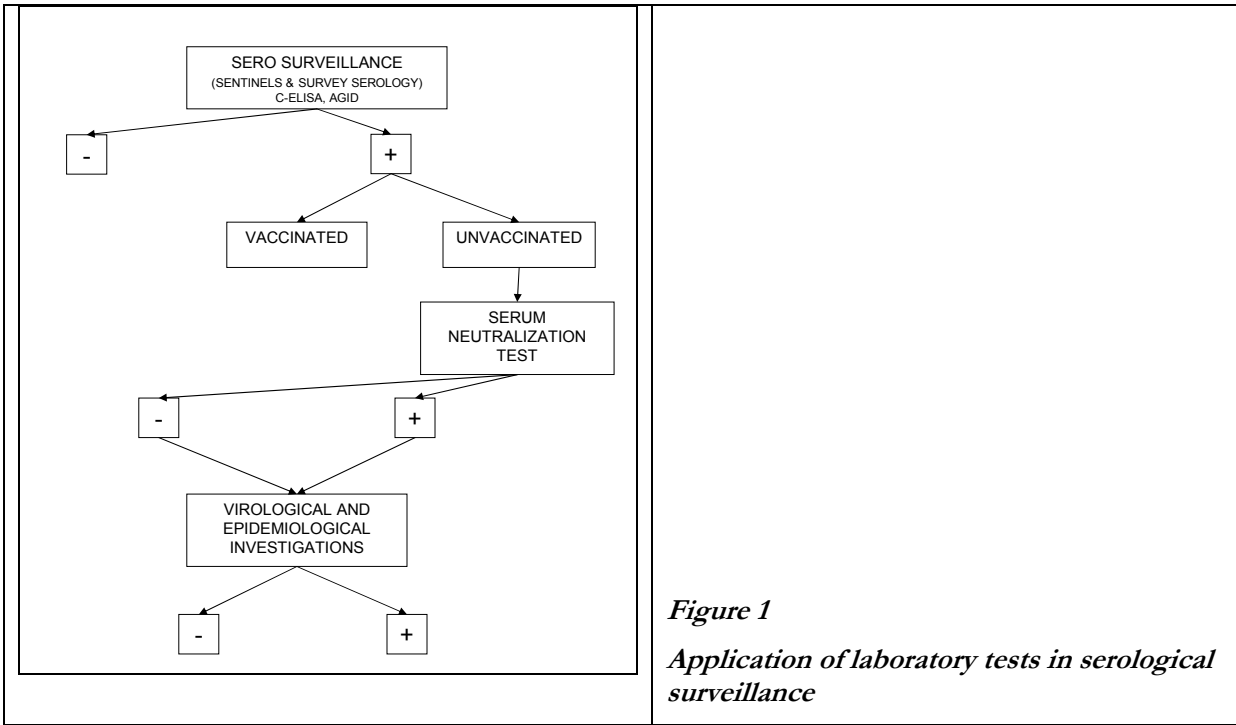 SERO SURVEILLANCE
(SENTINELS & SURVEY SEROLOGY)
C-ELISA, AGID
-
+
VACCINATED
UNVACCINATED
SERUM
NEUTRALIZATION
TEST
-
+
VIROLOGICAL AND
EPIDEMIOLOGICAL
INVESTIGATIONS
-
+
Figure 1
Application of laboratory tests in serological
surveillance